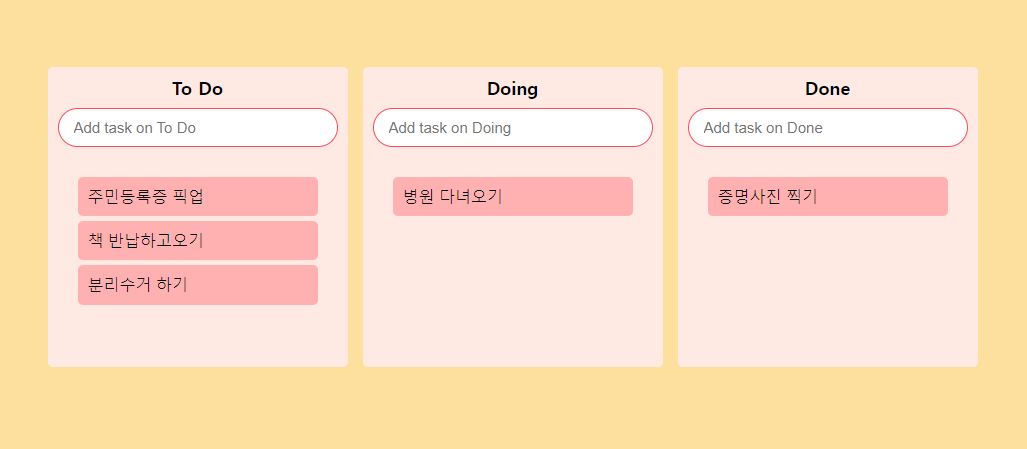 To Do
Add task on To Do
주민등록증 픽업
책 반납하고오기
분리수거 하기
Doing
Add task on Doing
병원 다녀오기
Done
Add task on Done
증명사진 찍기